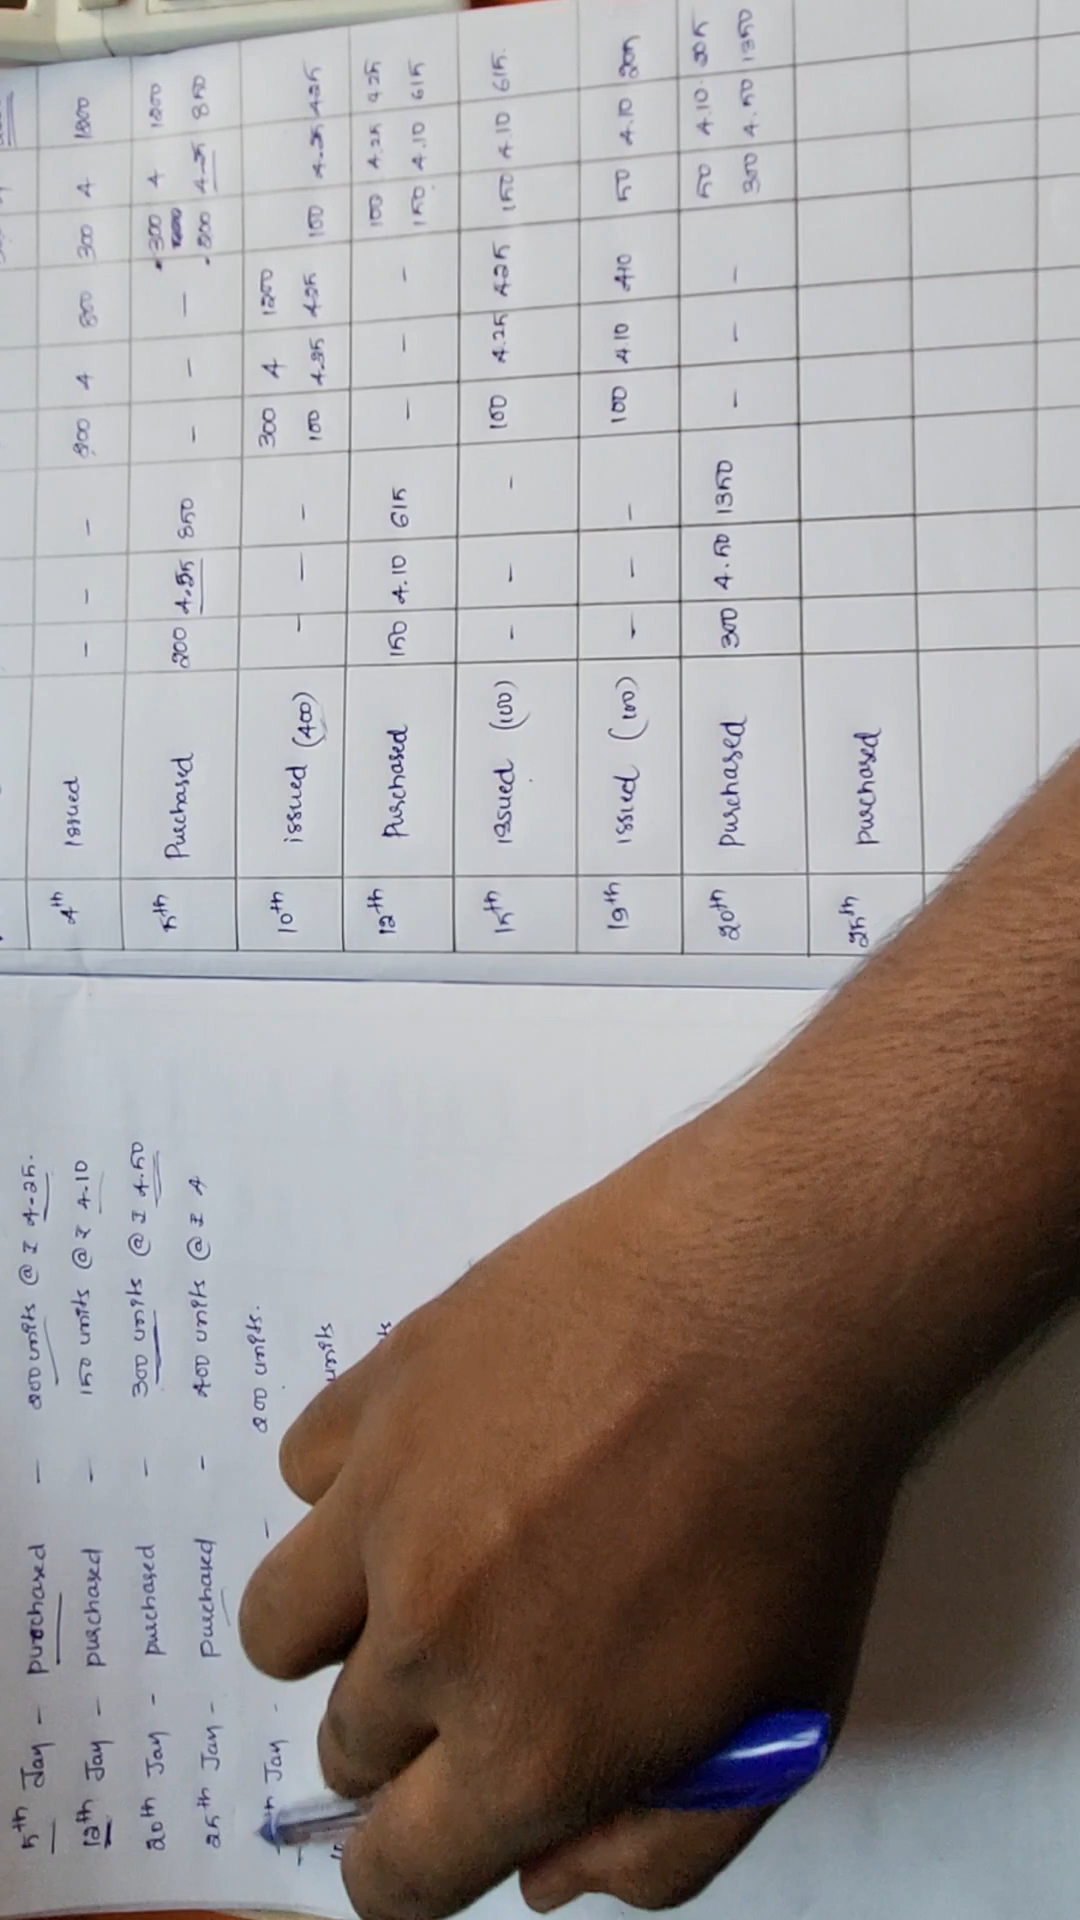 4th Issued - - - 200 4 800 300 4 1200
5th Purchased 200 4.25 850 - - - 300 4 1200
200 4.25 850
10th issued (400) - - - 300 4 1200
100 4.25 425 100 4.25 425
12th Purchased 150 4.10 615 - - - 100 4.25 425
150 4.10 615
15th issued (100) - - - 100 4.25 425 150 4.10 615
19th issued (100) - - - 100 4.10 410 50 4.10 205
20th Purchased 300 4.50 1350 - - - 50 4.10 205
300 4.50 1350
25th Purchased
5th Jan - purchased - 200 units @ ₹ 4.25.
12th Jan - purchased - 150 units @ ₹ 4.10
20th Jan - purchased - 300 units @ ₹ 4.50
25th Jan - purchased - 400 units @ ₹ 4
Jan - - 200 units.
units